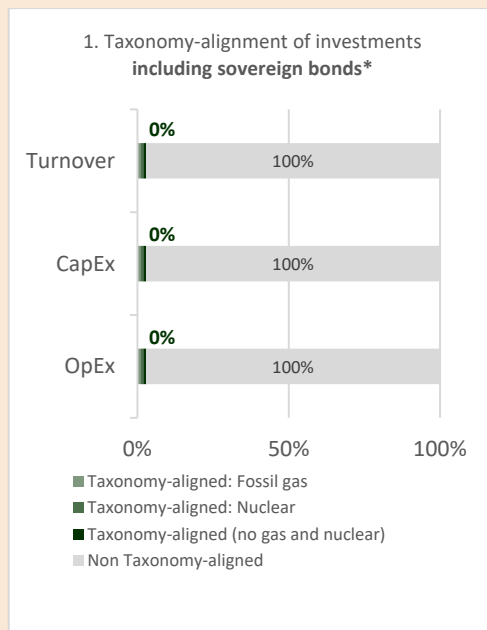 1. Taxonomy-alignment of investments
including sovereign bonds*
0%
Turnover 100%
0%
CapEx 100%
0%
OpEx 100%
0% 50% 100%
Taxonomy-aligned: Fossil gas
Taxonomy-aligned: Nuclear
Taxonomy-aligned (no gas and nuclear)
Non Taxonomy-aligned